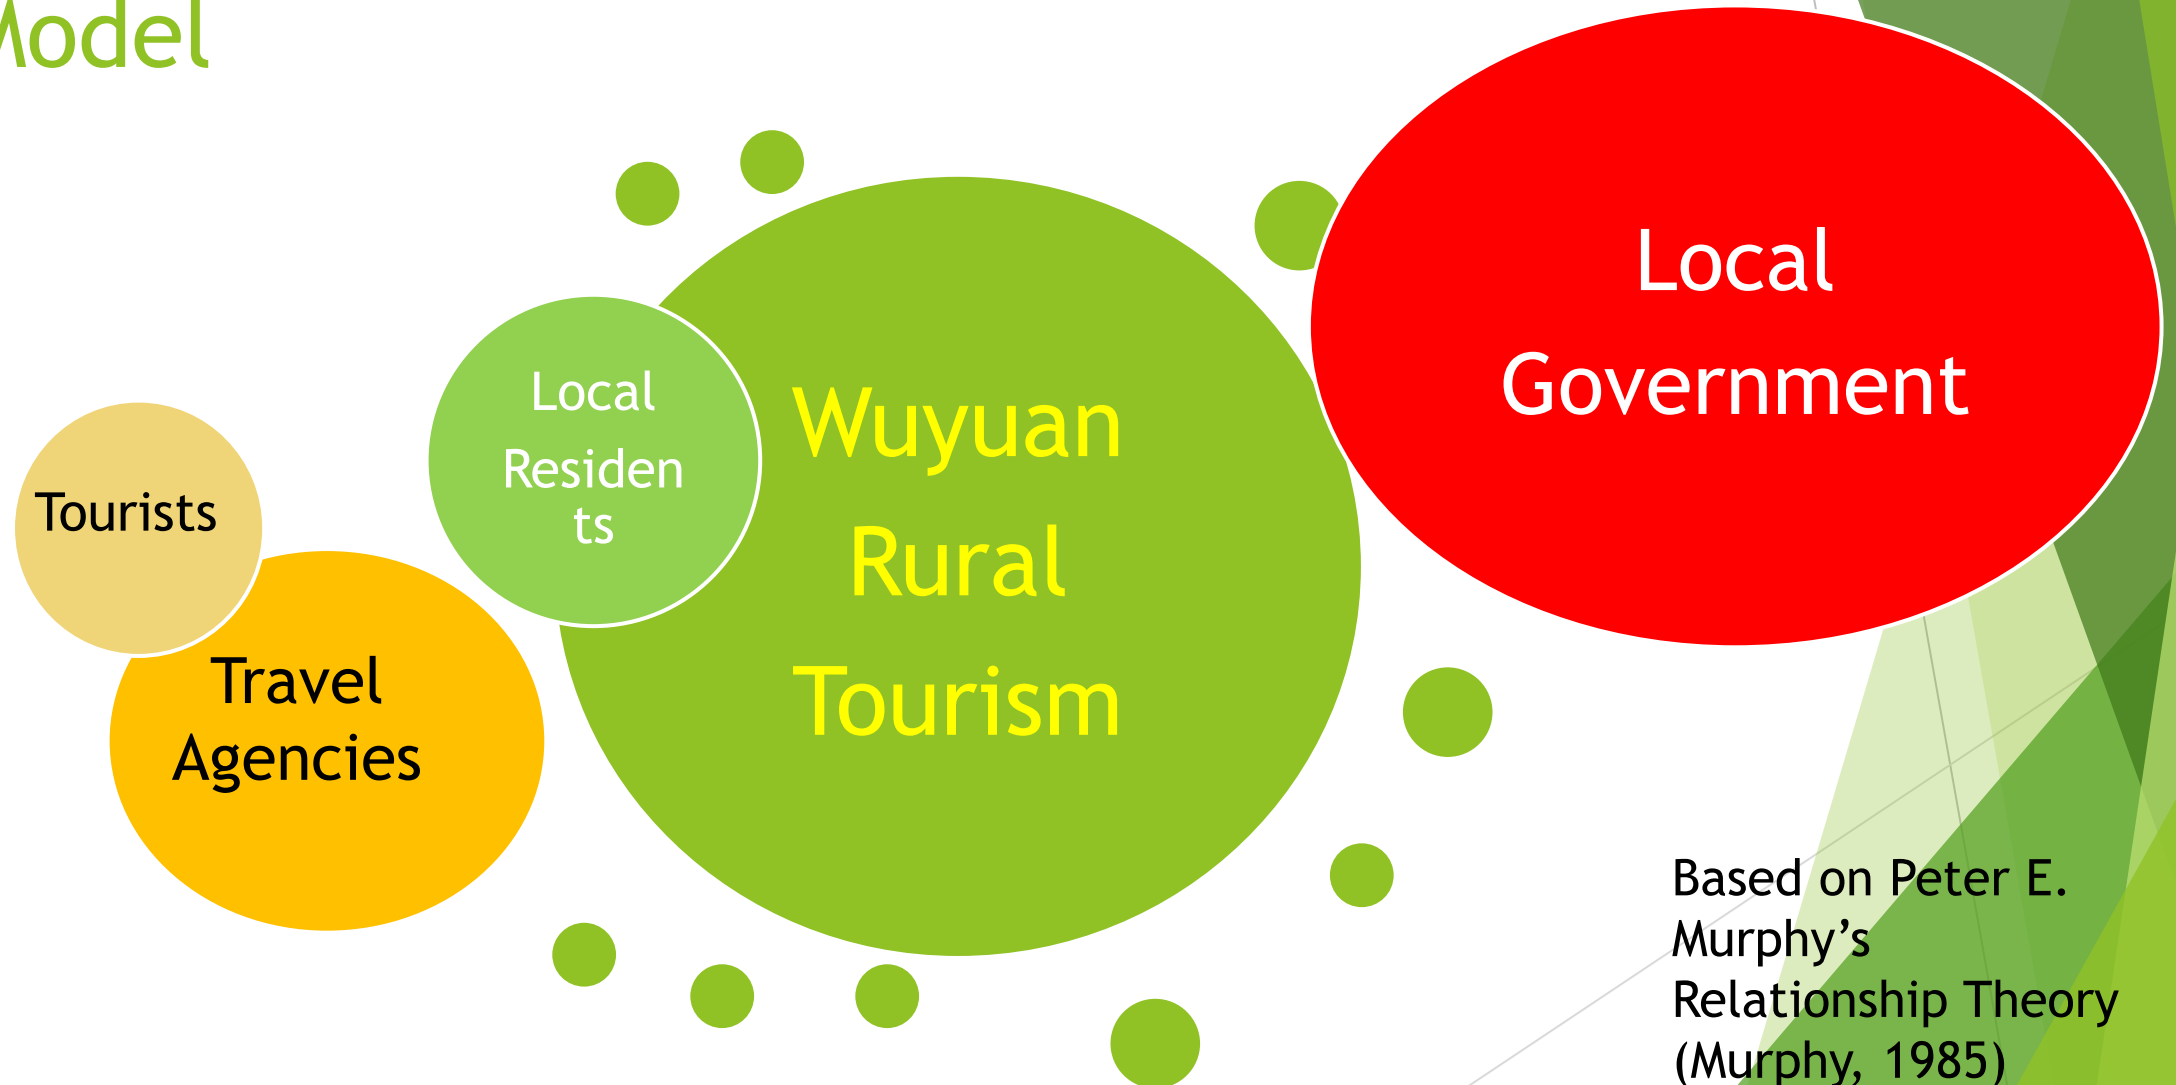 Model
Local
Government
Local
Residen
ts
Wuyuan
Rural
Tourism
Tourists
Travel
Agencies
Based on Peter E.
Murphy’s
Relationship Theory
(Murphy, 1985)